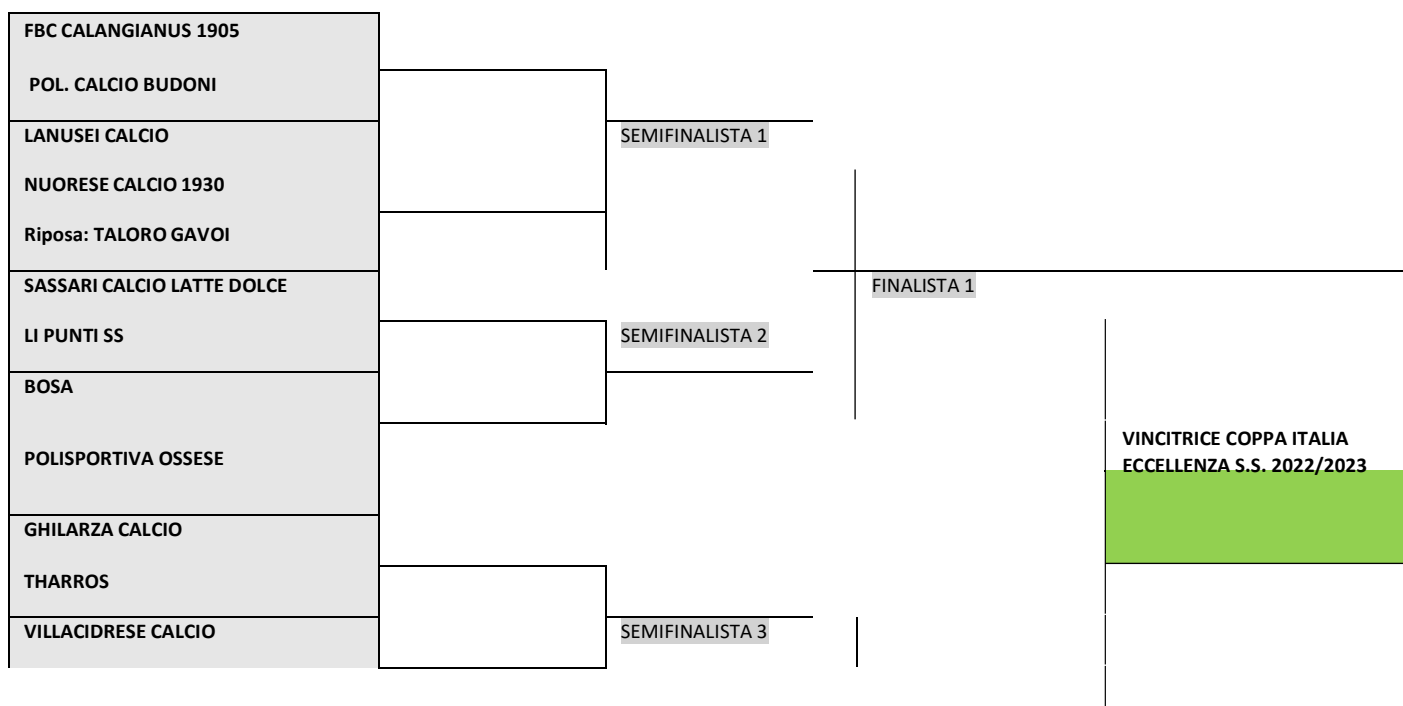 FBC CALANGIANUS 1905
POL. CALCIO BUDONI
LANUSEI CALCIO
SEMIFINALISTA 1
NUORESE CALCIO 1930
Riposa: TALORO GAVOI
SASSARI CALCIO LATTE DOLCE
FINALISTA 1
LI PUNTI SS
SEMIFINALISTA 2
BOSA
POLISPORTIVA OSSESE
VINCITRICE COPPA ITALIA
ECCELLENZA S.S. 2022/2023
GHILARZA CALCIO
THARROS
VILLACIDRESE CALCIO
SEMIFINALISTA 3